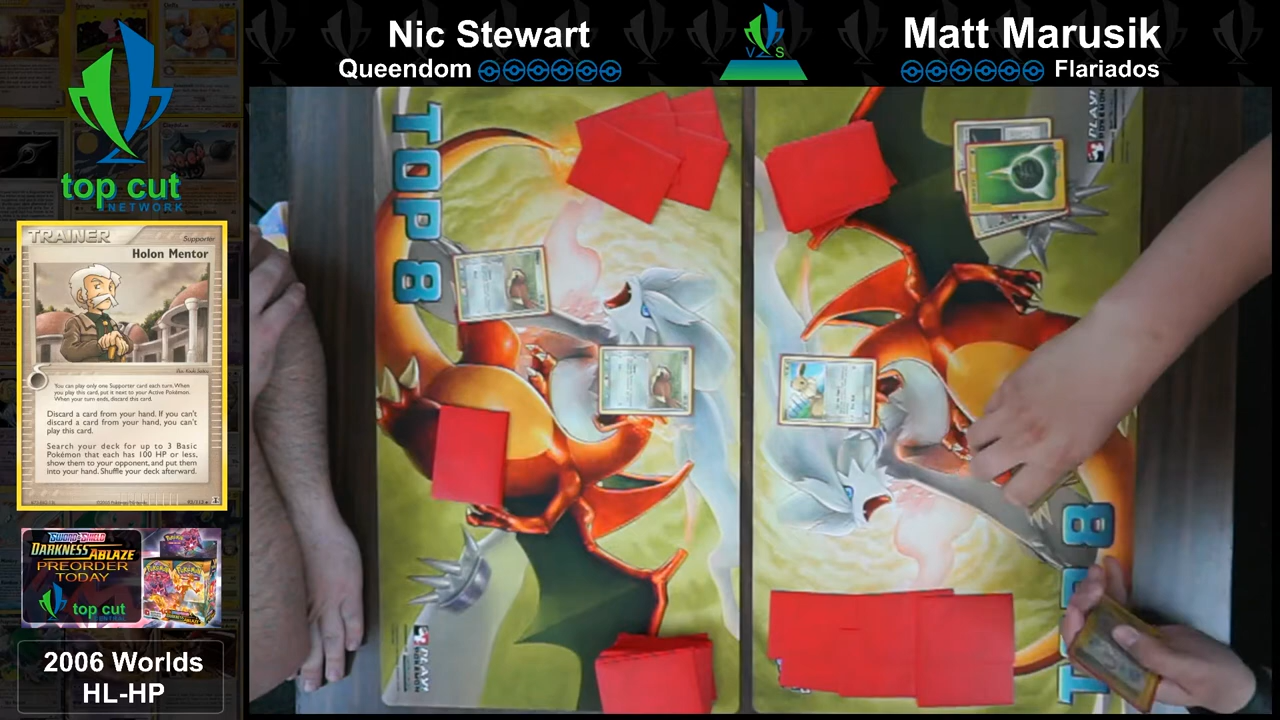 Nic Stewart
Queendom
V S
Matt Marusik
Flariados
top cut
NETWORK
TRAINER
Supporter
Holon Mentor
You can play only one Supporter card each turn. When
you play this card, put it next to your Active Pokémon.
When your turn ends, discard this card.
Discard a card from your hand. If you can't
discard a card from your hand, you can't
play this card.
Search your deck for up to 3 Basic
Pokémon that each has 100 HP or less,
show them to your opponent, and put them
into your hand. Shuffle your deck afterward.
SWORD & SHIELD
DARKNESS ABLAZE
PREORDER
TODAY
top cut
2006 Worlds
HL-HP
TOP 8
PLAY!
PLAY!
POKÉMON
TOP 8